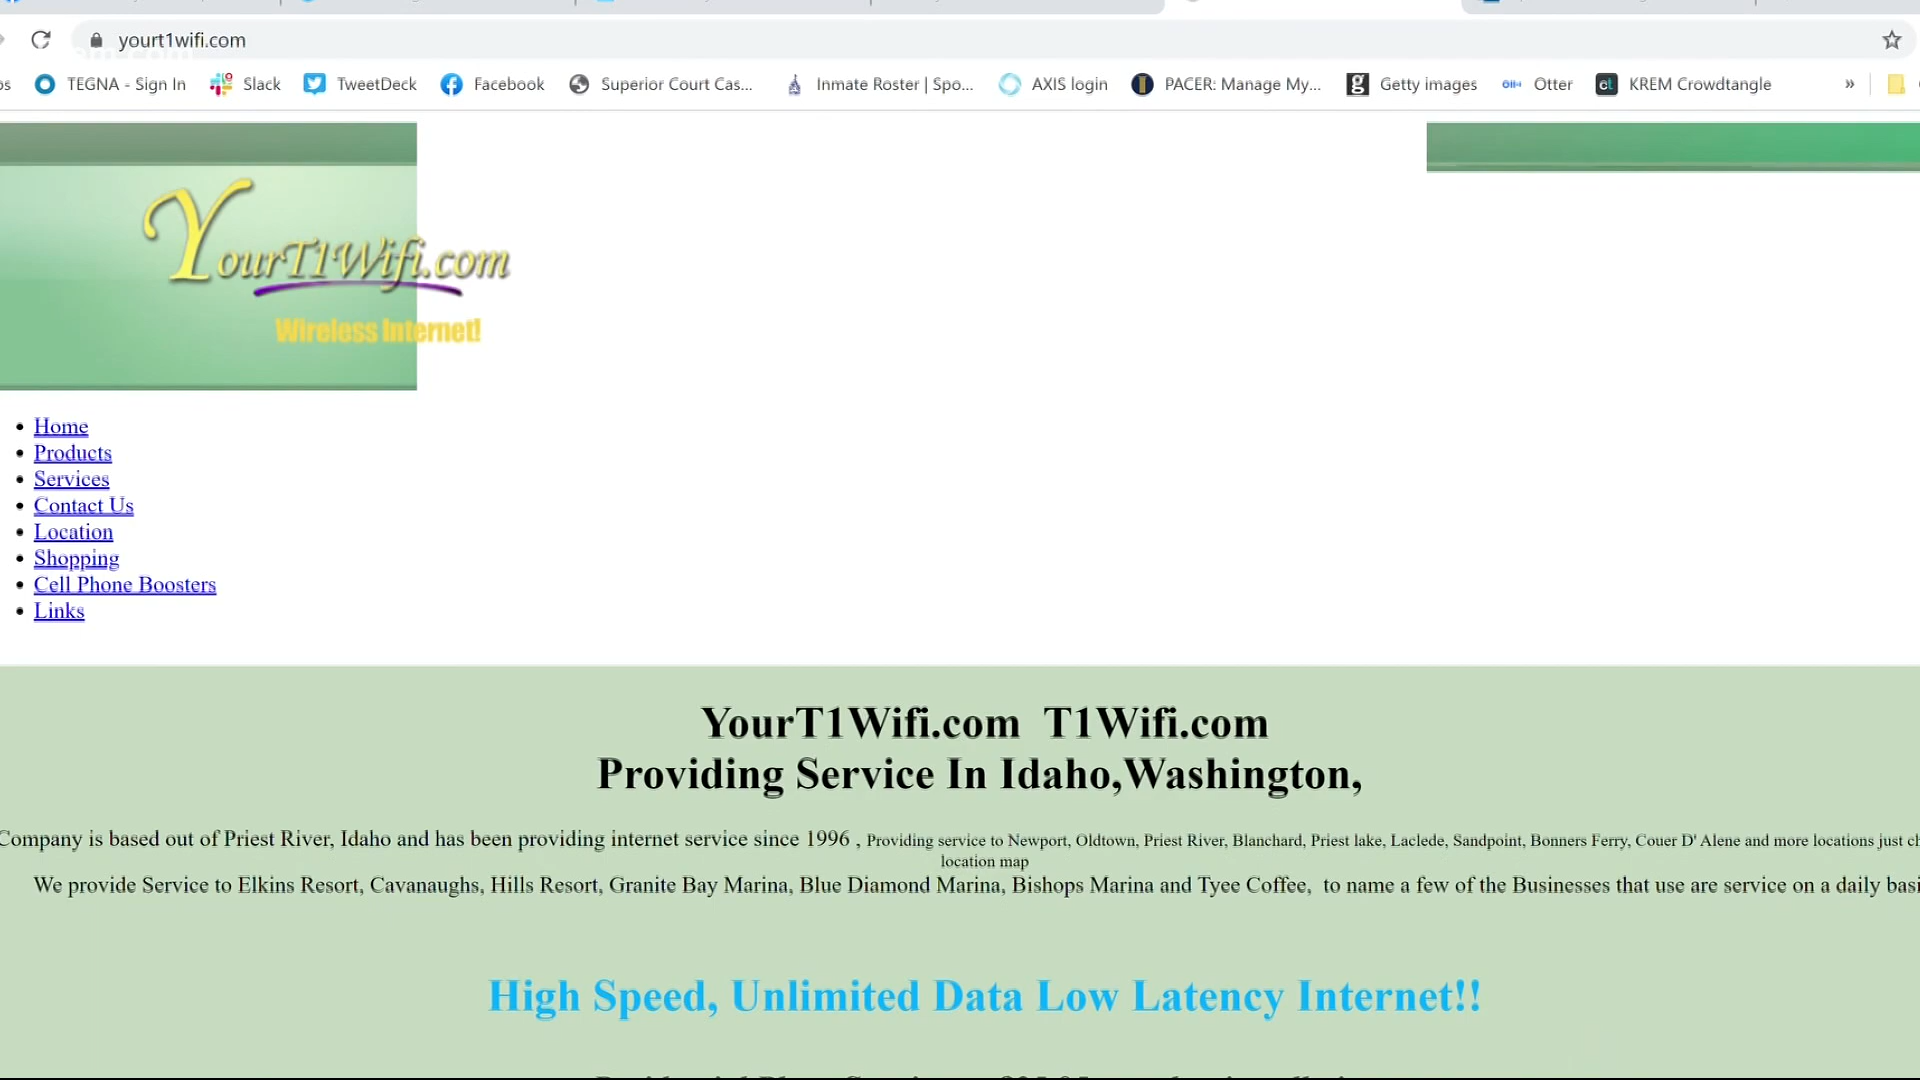 yourt1wifi.com
TEGNA - Sign In Slack TweetDeck Facebook Superior Court Cas... Inmate Roster | Spo... AXIS login PACER: Manage My... g Getty images Otter ct KREM Crowdtangle »
YourT1Wifi.com
Wireless Internet!
Home
Products
Services
Contact Us
Location
Shopping
Cell Phone Boosters
Links
YourT1Wifi.com T1Wifi.com
Providing Service In Idaho,Washington,
Company is based out of Priest River, Idaho and has been providing internet service since 1996 , Providing service to Newport, Oldtown, Priest River, Blanchard, Priest lake, Laclede, Sandpoint, Bonners Ferry, Couer D' Alene and more locations just
location map
We provide Service to Elkins Resort, Cavanaughs, Hills Resort, Granite Bay Marina, Blue Diamond Marina, Bishops Marina and Tyee Coffee, to name a few of the Businesses that use are service on a daily
High Speed, Unlimited Data Low Latency Internet!!